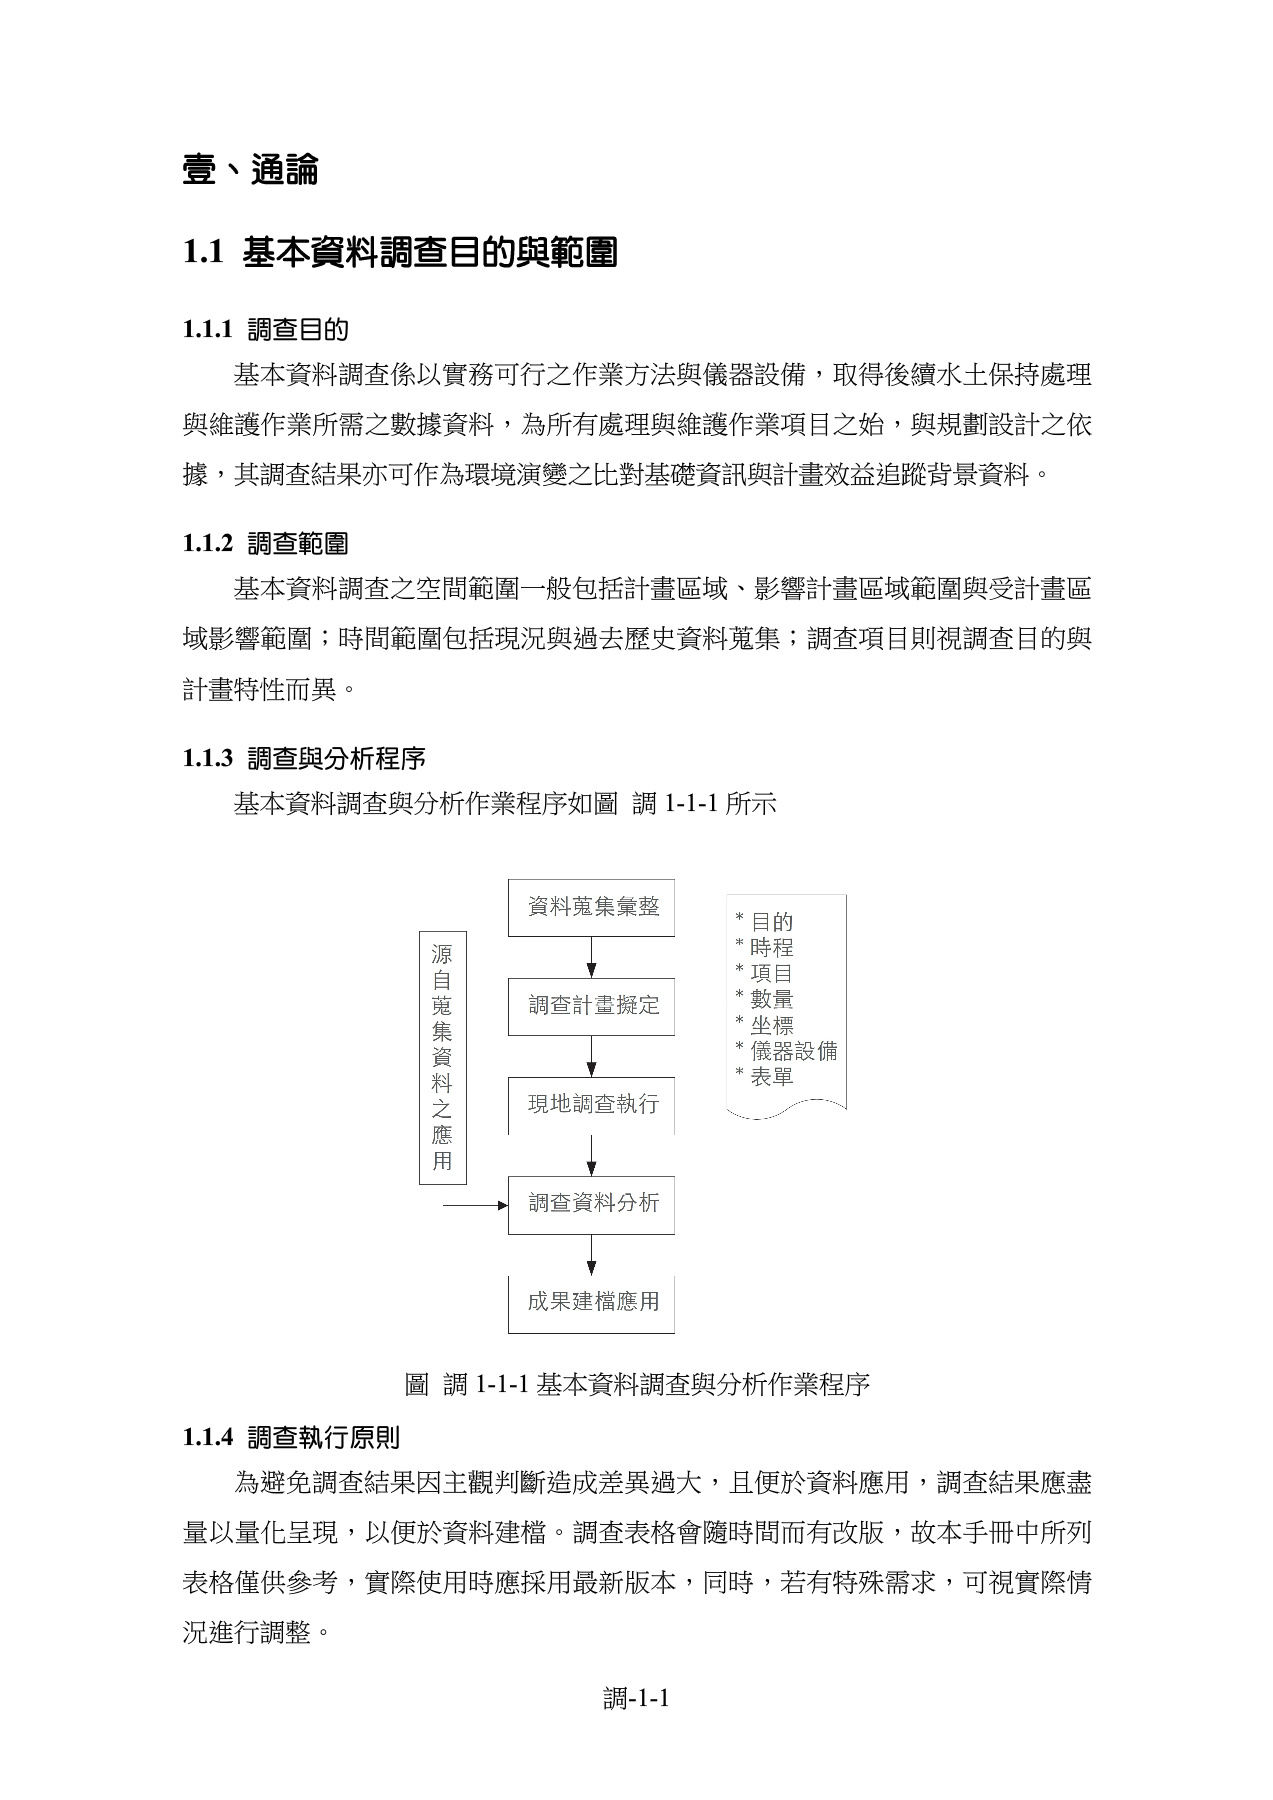 壹、通論
1.1 基本資料調查目的與範圍
1.1.1 調查目的
基本資料調查係以實務可行之作業方法與儀器設備，取得後續水土保持處理
與維護作業所需之數據資料，為所有處理與維護作業項目之始，與規劃設計之依
據，其調查結果亦可作為環境演變之比對基礎資訊與計畫效益追蹤背景資料。
1.1.2 調查範圍
基本資料調查之空間範圍一般包括計畫區域、影響計畫區域範圍與受計畫區
域影響範圍；時間範圍包括現況與過去歷史資料蒐集；調查項目則視調查目的與
計畫特性而異。
1.1.3 調查與分析程序
基本資料調查與分析作業程序如圖 調 1-1-1 所示
源自蒐集資料之應用
資料蒐集彙整
調查計畫擬定
現地調查執行
調查資料分析
成果建檔應用
* 目的
* 時程
* 項目
* 數量
* 坐標
* 儀器設備
* 表單
圖 調 1-1-1 基本資料調查與分析作業程序
1.1.4 調查執行原則
為避免調查結果因主觀判斷造成差異過大，且便於資料應用，調查結果應盡
量以量化呈現，以便於資料建檔。調查表格會隨時間而有改版，故本手冊中所列
表格僅供參考，實際使用時應採用最新版本，同時，若有特殊需求，可視實際情
況進行調整。
調-1-1